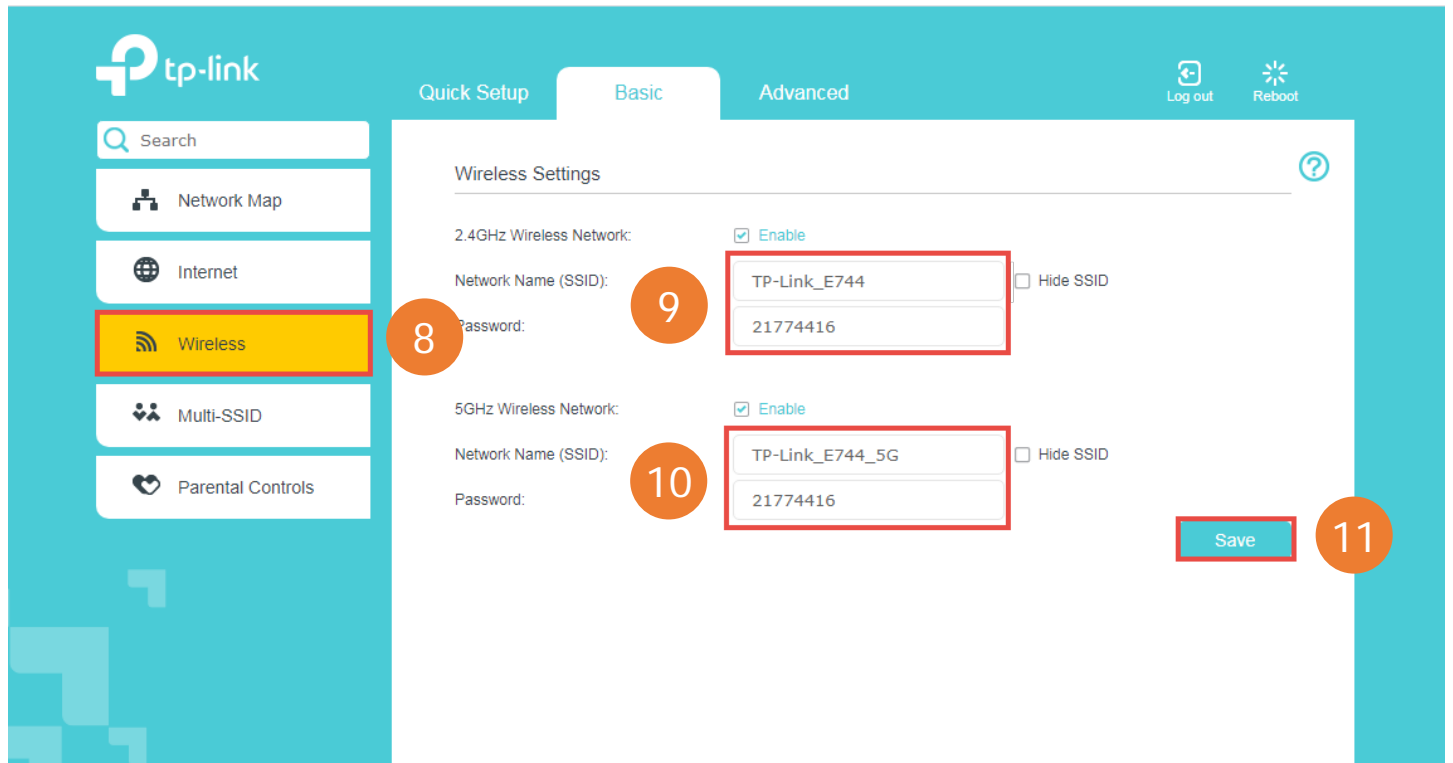 tp-link
Quick Setup
Basic
Advanced
Log out
Reboot
Search
Network Map
Internet
Wireless
8
Multi-SSID
Parental Controls
Wireless Settings
?
2.4GHz Wireless Network:
Enable
Network Name (SSID):
9
TP-Link_E744
Hide SSID
Password:
21774416
5GHz Wireless Network:
Enable
Network Name (SSID):
10
TP-Link_E744_5G
Hide SSID
Password:
21774416
Save
11